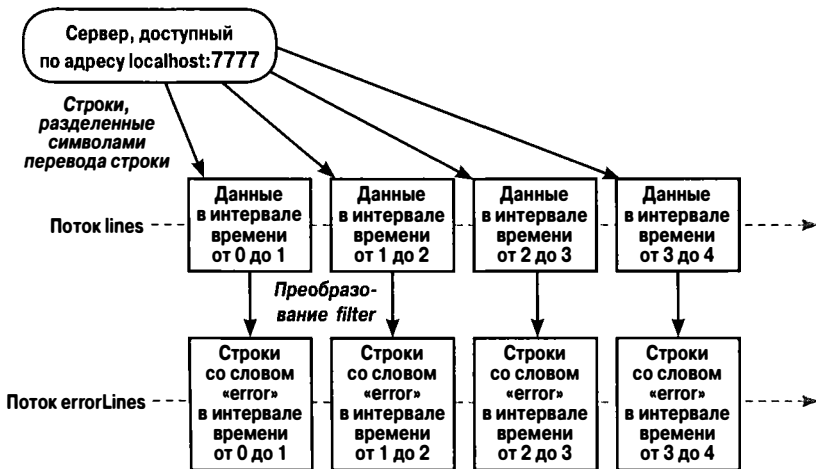 Сервер, доступный
по адресу localhost:7777
Строки,
разделенные
символами
перевода строки
Поток lines
Данные
в интервале
времени
от 0 до 1
Данные
в интервале
времени
от 1 до 2
Данные
в интервале
времени
от 2 до 3
Данные
в интервале
времени
от 3 до 4
Преобразо-
вание filter
Поток errorLines
Строки
со словом
«error»
в интервале
времени
от 0 до 1
Строки
со словом
«error»
в интервале
времени
от 1 до 2
Строки
со словом
«error»
в интервале
времени
от 2 до 3
Строки
со словом
«error»
в интервале
времени
от 3 до 4